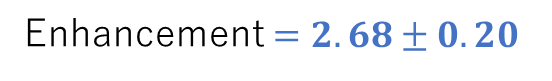 Enhancement = 2.68 ± 0.20